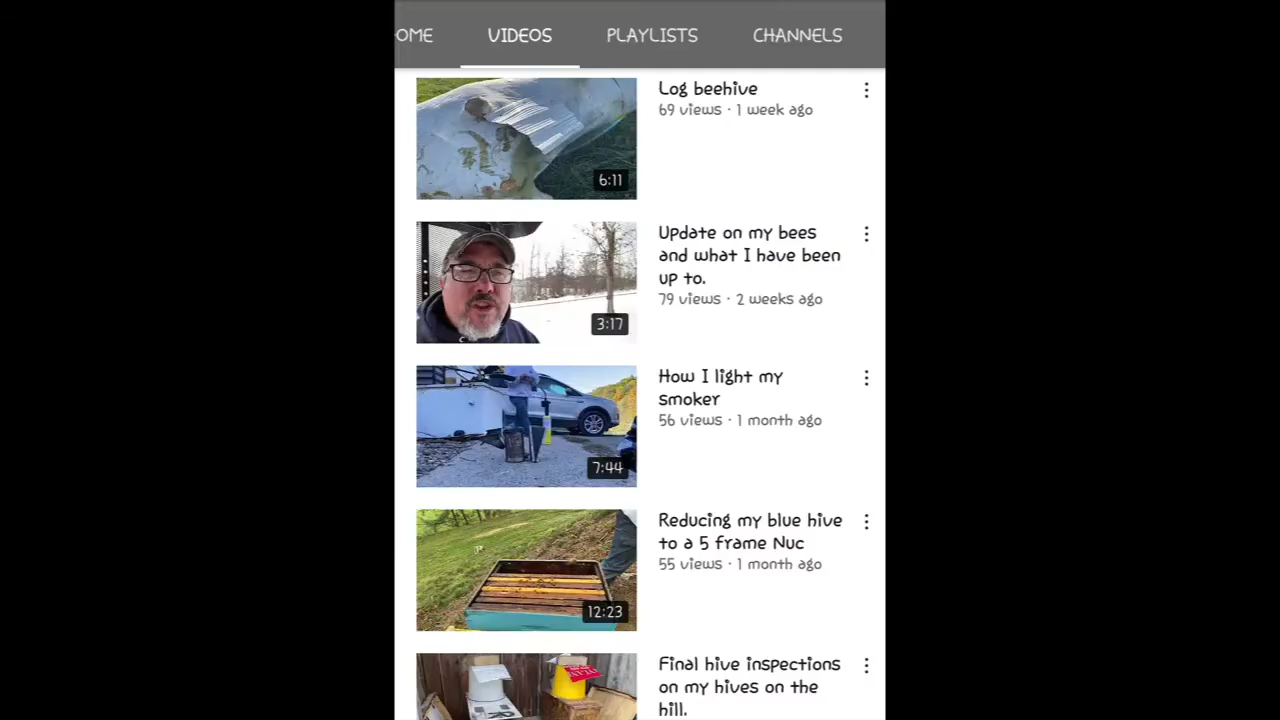 OME VIDEOS PLAYLISTS CHANNELS
Log beehive
69 views · 1 week ago
6:11
Update on my bees
and what I have been
up to.
79 views · 2 weeks ago
3:17
How I light my
smoker
56 views · 1 month ago
7:44
Reducing my blue hive
to a 5 frame Nuc
55 views · 1 month ago
12:23
Final hive inspections
on my hives on the
hill.